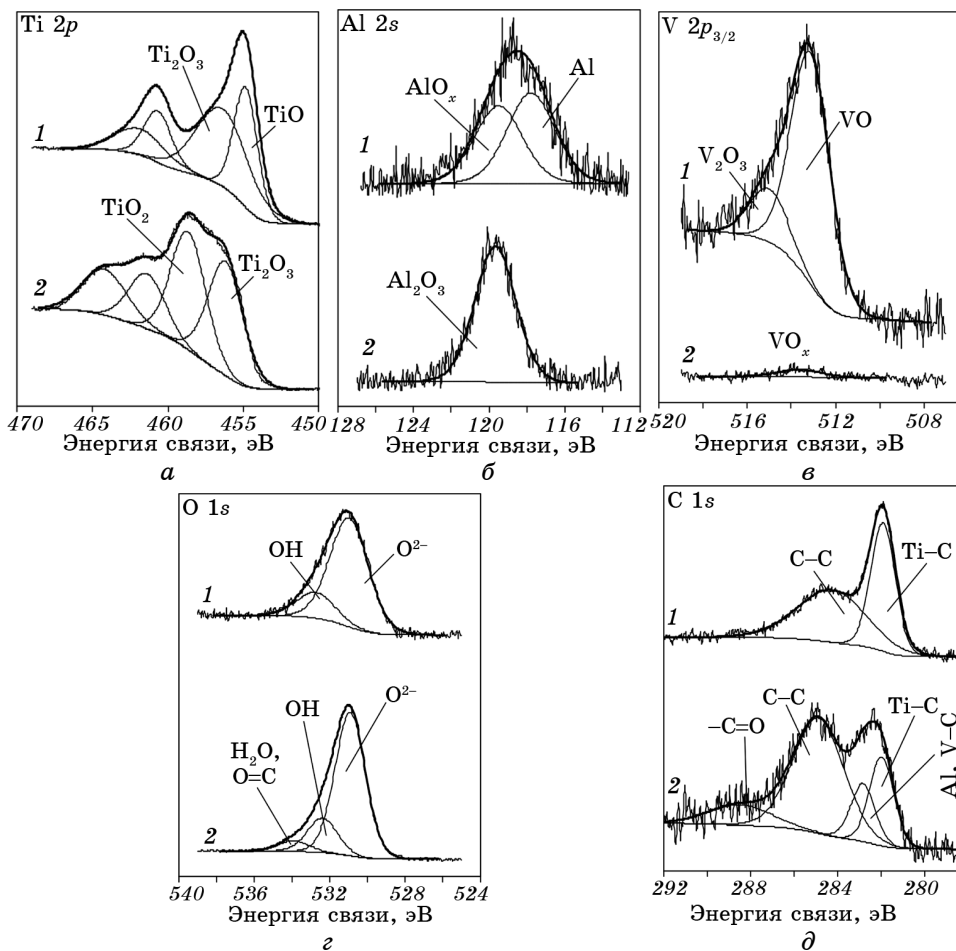 Ti 2p
Ti₂O₃
TiO
1
TiO₂
Ti₂O₃
2
470 465 460 455 450
Энергия связи, эВ
а
Al 2s
AlOₓ
Al
1
Al₂O₃
2
128 120 116 112
Энергия связи, эВ
б
V 2p₃/₂
VO
V₂O₃
1
VOₓ
2
520 516 512 508
Энергия связи, эВ
в
O 1s
OH
O²⁻
1
OH
O²⁻
H₂O,
O=C
2
540 536 532 528 524
Энергия связи, эВ
г
C 1s
C–C
Ti–C
1
C–C
Ti–C
–C=O
Al, V–C
2
292 288 284 280
Энергия связи, эВ
д